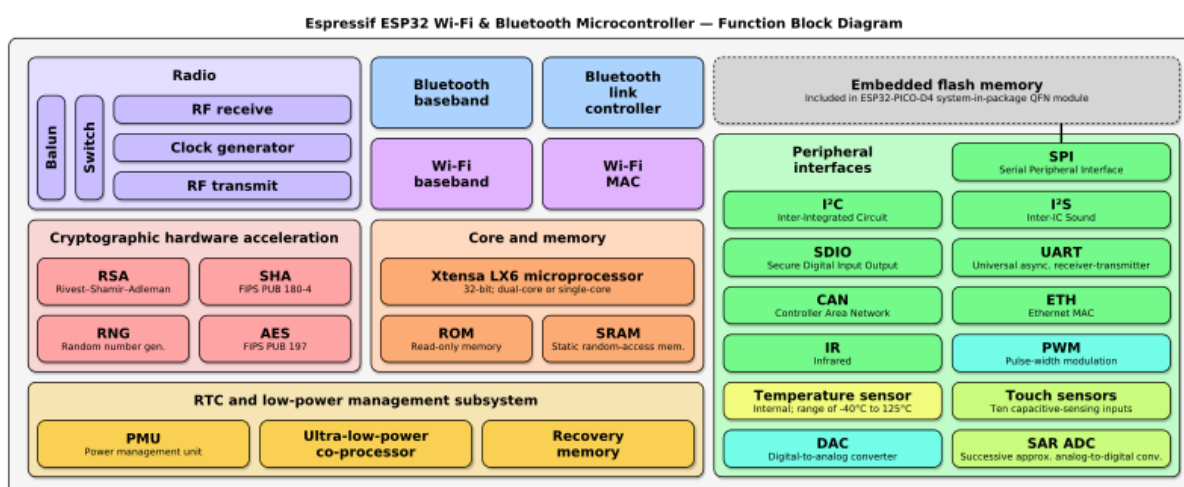 Espressif ESP32 Wi-Fi & Bluetooth Microcontroller — Function Block Diagram
Radio
Balun
Switch
RF receive
Clock generator
RF transmit
Bluetooth
baseband
Bluetooth
link
controller
Wi-Fi
baseband
Wi-Fi
MAC
Embedded flash memory
Included in ESP32-PICO-D4 system-in-package QFN module
Cryptographic hardware acceleration
RSA
Rivest–Shamir–Adleman
SHA
FIPS PUB 180-4
RNG
Random number gen.
AES
FIPS PUB 197
Core and memory
Xtensa LX6 microprocessor
32-bit; dual-core or single-core
ROM
Read-only memory
SRAM
Static random-access mem.
RTC and low-power management subsystem
PMU
Power management unit
Ultra-low-power
co-processor
Recovery
memory
Peripheral
interfaces
SPI
Serial Peripheral Interface
I²C
Inter-Integrated Circuit
I²S
Inter-IC Sound
SDIO
Secure Digital Input Output
UART
Universal async. receiver-transmitter
CAN
Controller Area Network
ETH
Ethernet MAC
IR
Infrared
PWM
Pulse-width modulation
Temperature sensor
Internal; range of -40°C to 125°C
Touch sensors
Ten capacitive-sensing inputs
DAC
Digital-to-analog converter
SAR ADC
Successive approx. analog-to-digital conv.